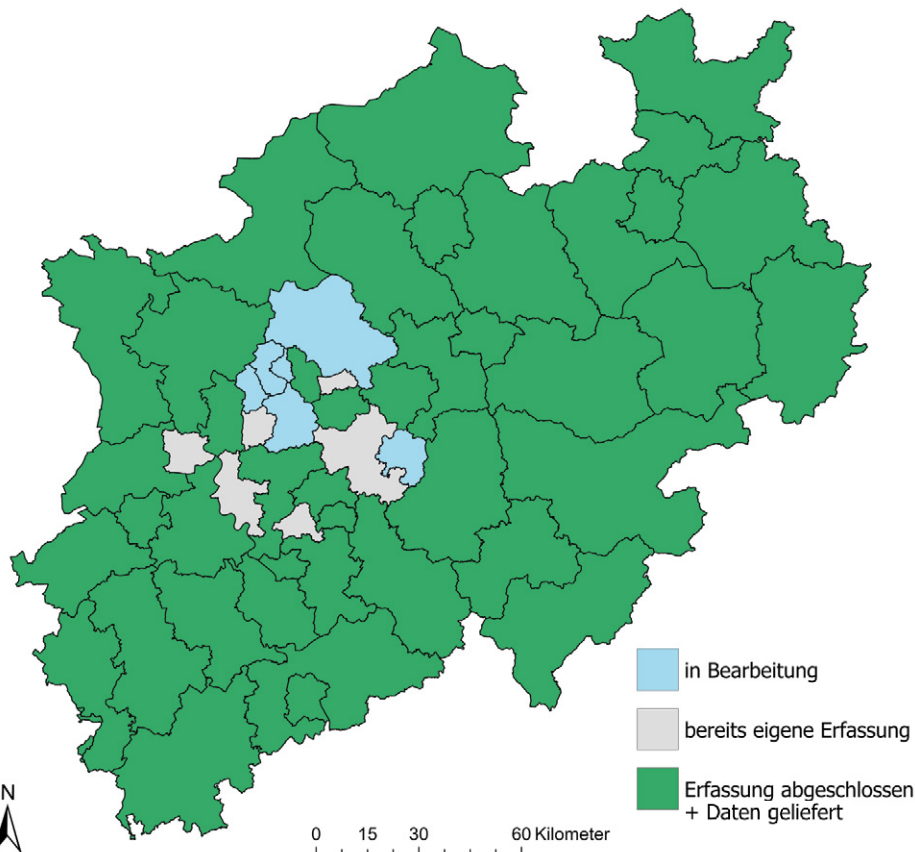 in Bearbeitung
bereits eigene Erfassung
Erfassung abgeschlossen
+ Daten geliefert
N
0 15 30 60 Kilometer